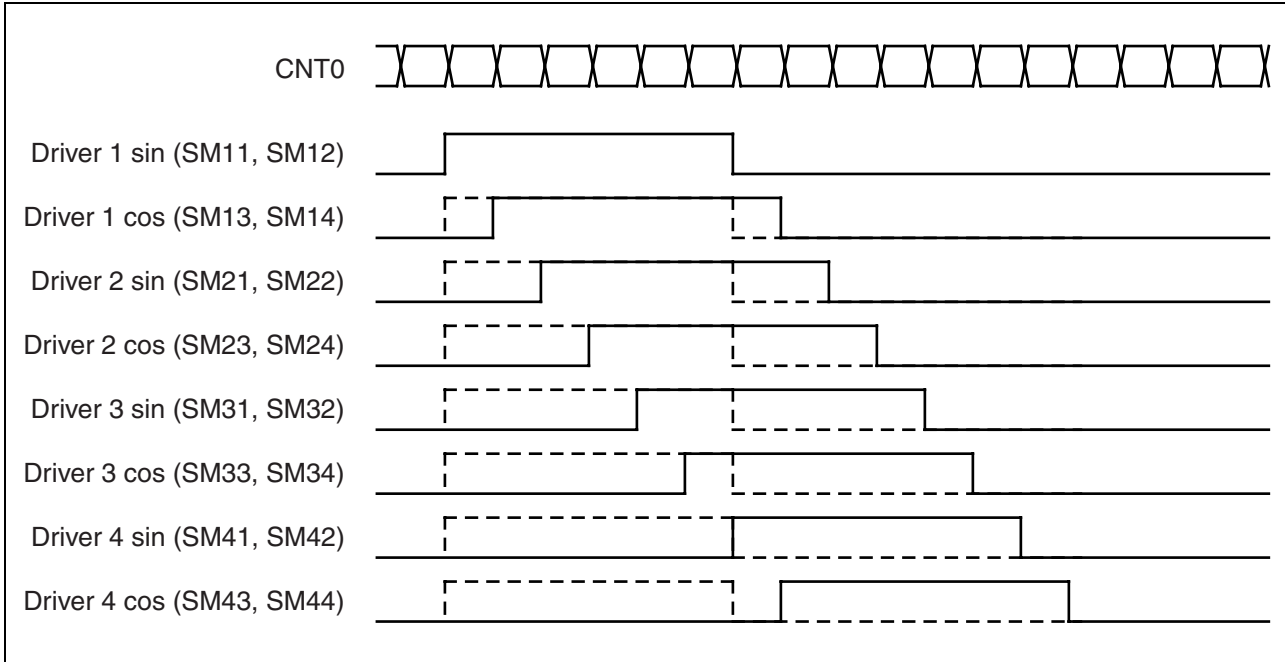 CNT0
Driver 1 sin (SM11, SM12)
Driver 1 cos (SM13, SM14)
Driver 2 sin (SM21, SM22)
Driver 2 cos (SM23, SM24)
Driver 3 sin (SM31, SM32)
Driver 3 cos (SM33, SM34)
Driver 4 sin (SM41, SM42)
Driver 4 cos (SM43, SM44)